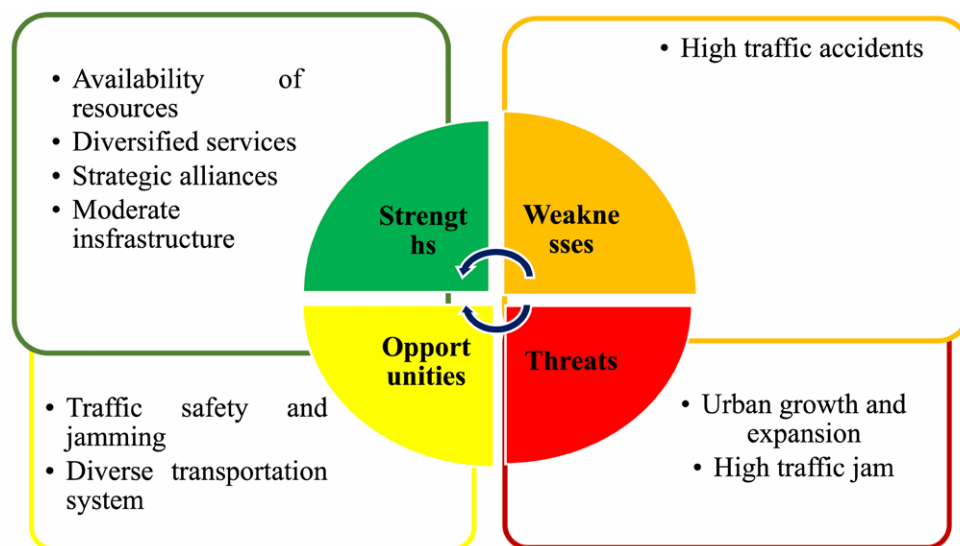 • Availability of
resources
• Diversified services
• Strategic alliances
• Moderate
insfrastructure
• High traffic accidents
Strengt
hs
Weakne
sses
Opport
unities
Threats
• Traffic safety and
jamming
• Diverse transportation
system
• Urban growth and
expansion
• High traffic jam